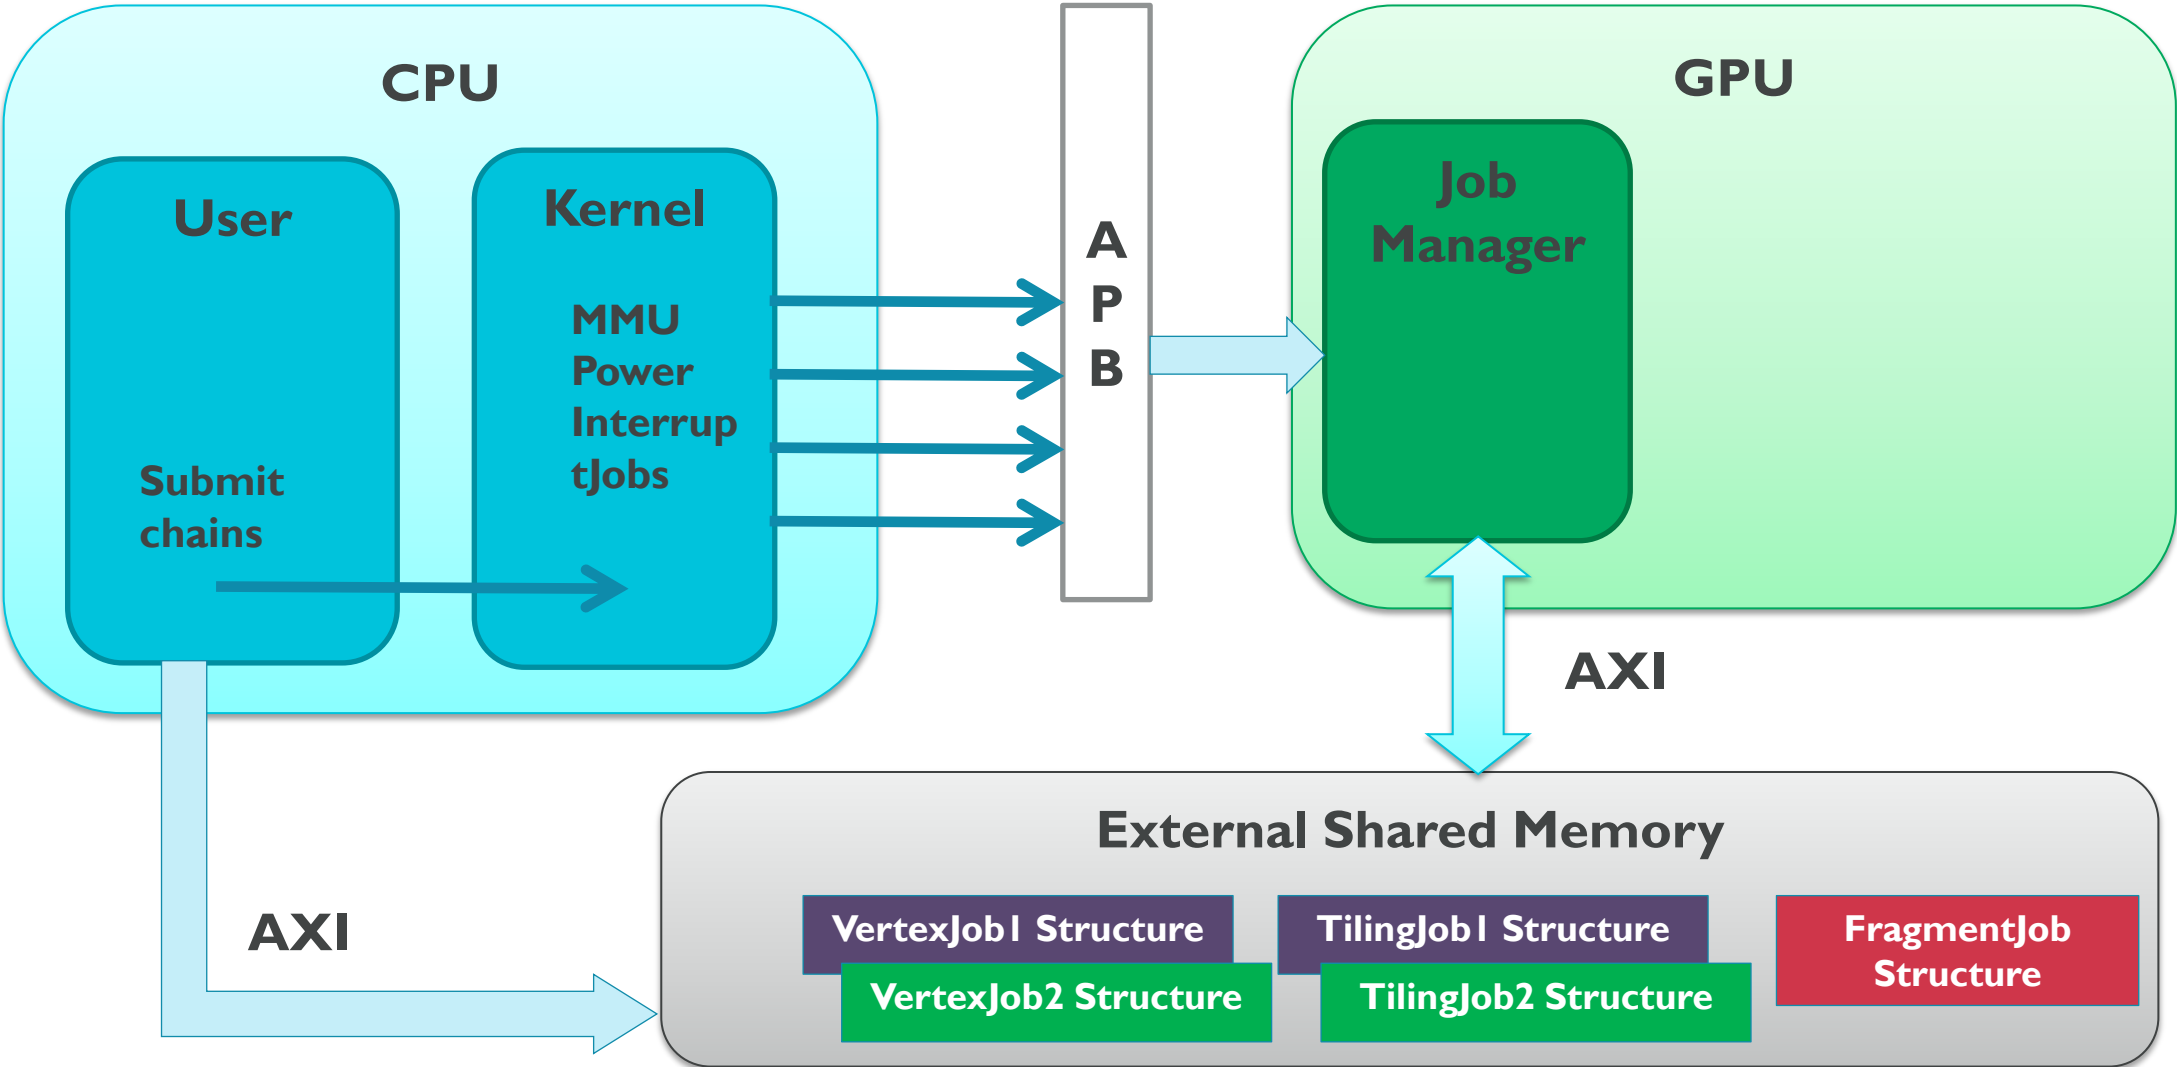 CPU
User
Submit
chains
Kernel
MMU
Power
Interrup
tJobs
A
P
B
GPU
Job
Manager
AXI
AXI
External Shared Memory
VertexJob1 Structure
VertexJob2 Structure
TilingJob1 Structure
TilingJob2 Structure
FragmentJob
Structure